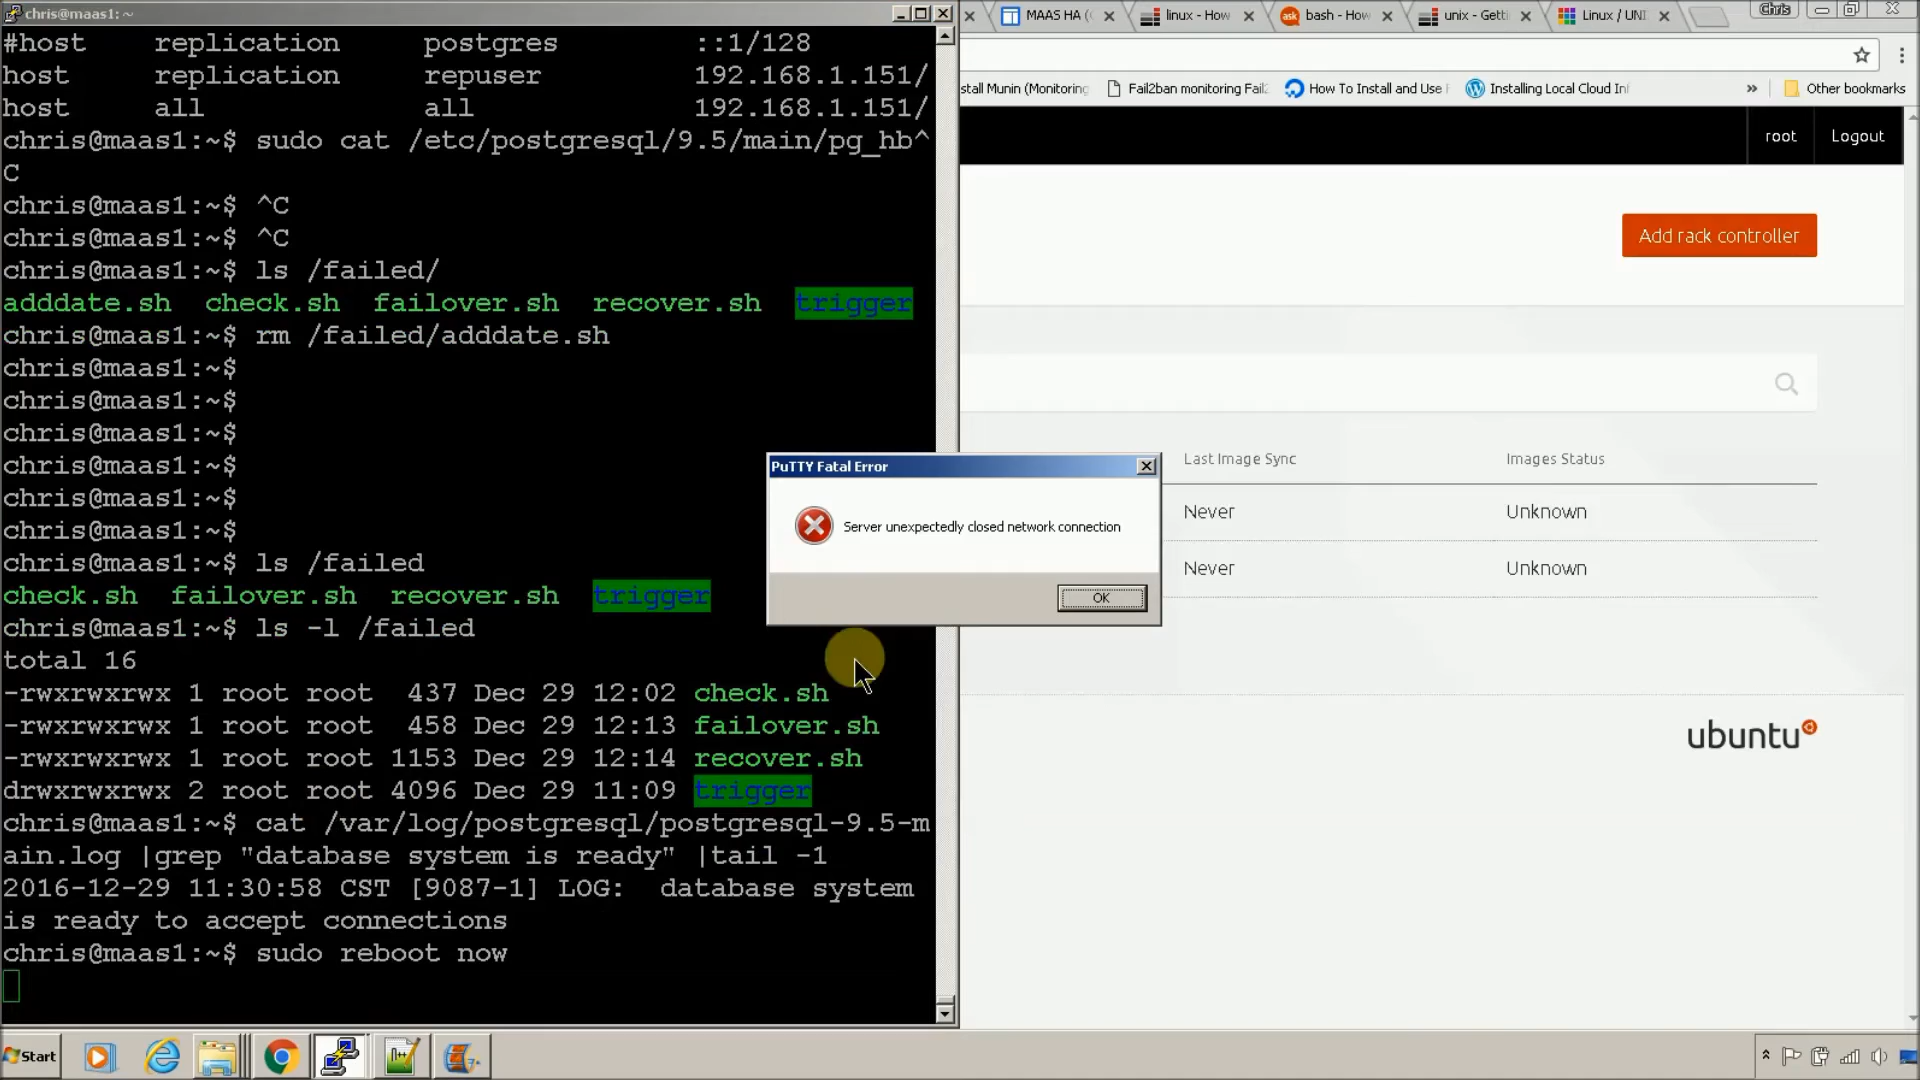 chris@maas1: ~
#host replication postgres ::1/128
host replication repuser 192.168.1.151/
host all all 192.168.1.151/
chris@maas1:~$ sudo cat /etc/postgresql/9.5/main/pg_hb^
C
chris@maas1:~$ ^C
chris@maas1:~$ ^C
chris@maas1:~$ ls /failed/
adddate.sh check.sh failover.sh recover.sh trigger
chris@maas1:~$ rm /failed/adddate.sh
chris@maas1:~$
chris@maas1:~$
chris@maas1:~$
chris@maas1:~$
chris@maas1:~$
chris@maas1:~$
chris@maas1:~$ ls /failed
check.sh failover.sh recover.sh trigger
chris@maas1:~$ ls -l /failed
total 16
-rwxrwxrwx 1 root root 437 Dec 29 12:02 check.sh
-rwxrwxrwx 1 root root 458 Dec 29 12:13 failover.sh
-rwxrwxrwx 1 root root 1153 Dec 29 12:14 recover.sh
drwxrwxrwx 2 root root 4096 Dec 29 11:09 trigger
chris@maas1:~$ cat /var/log/postgresql/postgresql-9.5-m
ain.log |grep "database system is ready" |tail -1
2016-12-29 11:30:58 CST [9087-1] LOG: database system
is ready to accept connections
chris@maas1:~$ sudo reboot now
MAAS HA ( linux - How ask bash - How unix - Getti Linux / UNI Chris
stall Munin (Monitoring Fail2ban monitoring Fail2 How To Install and Use Installing Local Cloud Inf » Other bookmarks
root Logout
Add rack controller
Last Image Sync Images Status
Never Unknown
Never Unknown
ubuntu
PuTTY Fatal Error
Server unexpectedly closed network connection
OK
Start